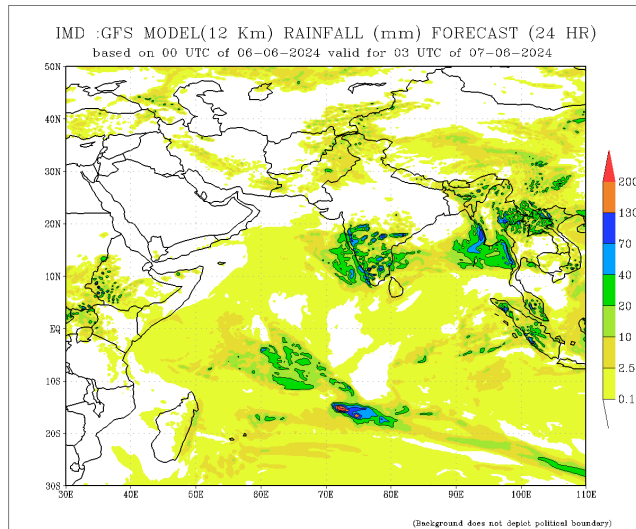 IMD :GFS MODEL(12 Km) RAINFALL (mm) FORECAST (24 HR)
based on 00 UTC of 06-06-2024 valid for 03 UTC of 07-06-2024
50N
40N
30N
20N
10N
EQ
10S
20S
30S
30E 40E 50E 60E 70E 80E 90E 100E 110E
200
130
70
40
20
10
2.5
0.1
(Background does not depict political boundary)